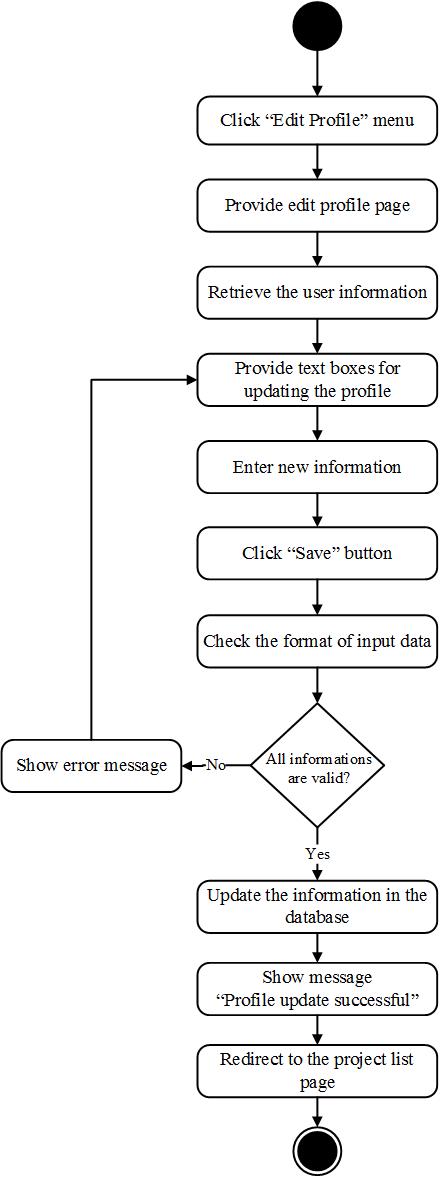 Click “Edit Profile” menu
Provide edit profile page
Retrieve the user information
Provide text boxes for
updating the profile
Enter new information
Click “Save” button
Check the format of input data
All informations
are valid?
No
Show error message
Yes
Update the information in the
database
Show message
“Profile update successful”
Redirect to the project list
page